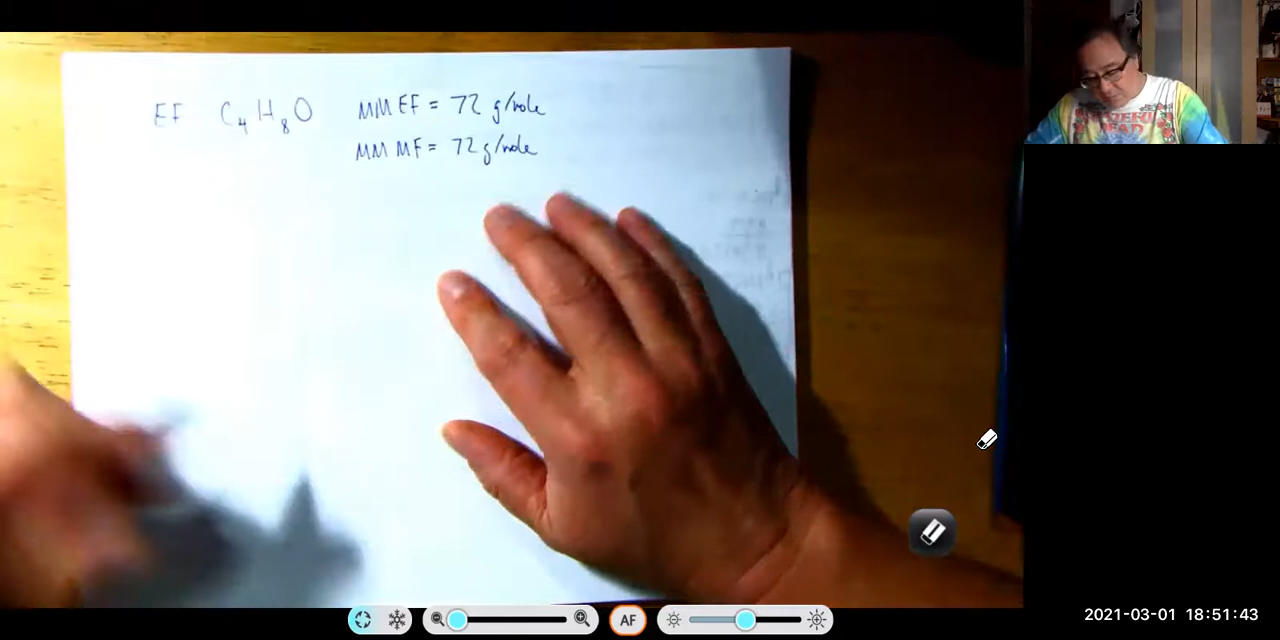 EF C4H8O MM EF = 72 g/mole
MM MF = 72 g/mole
AF
2021-03-01 18:51:43